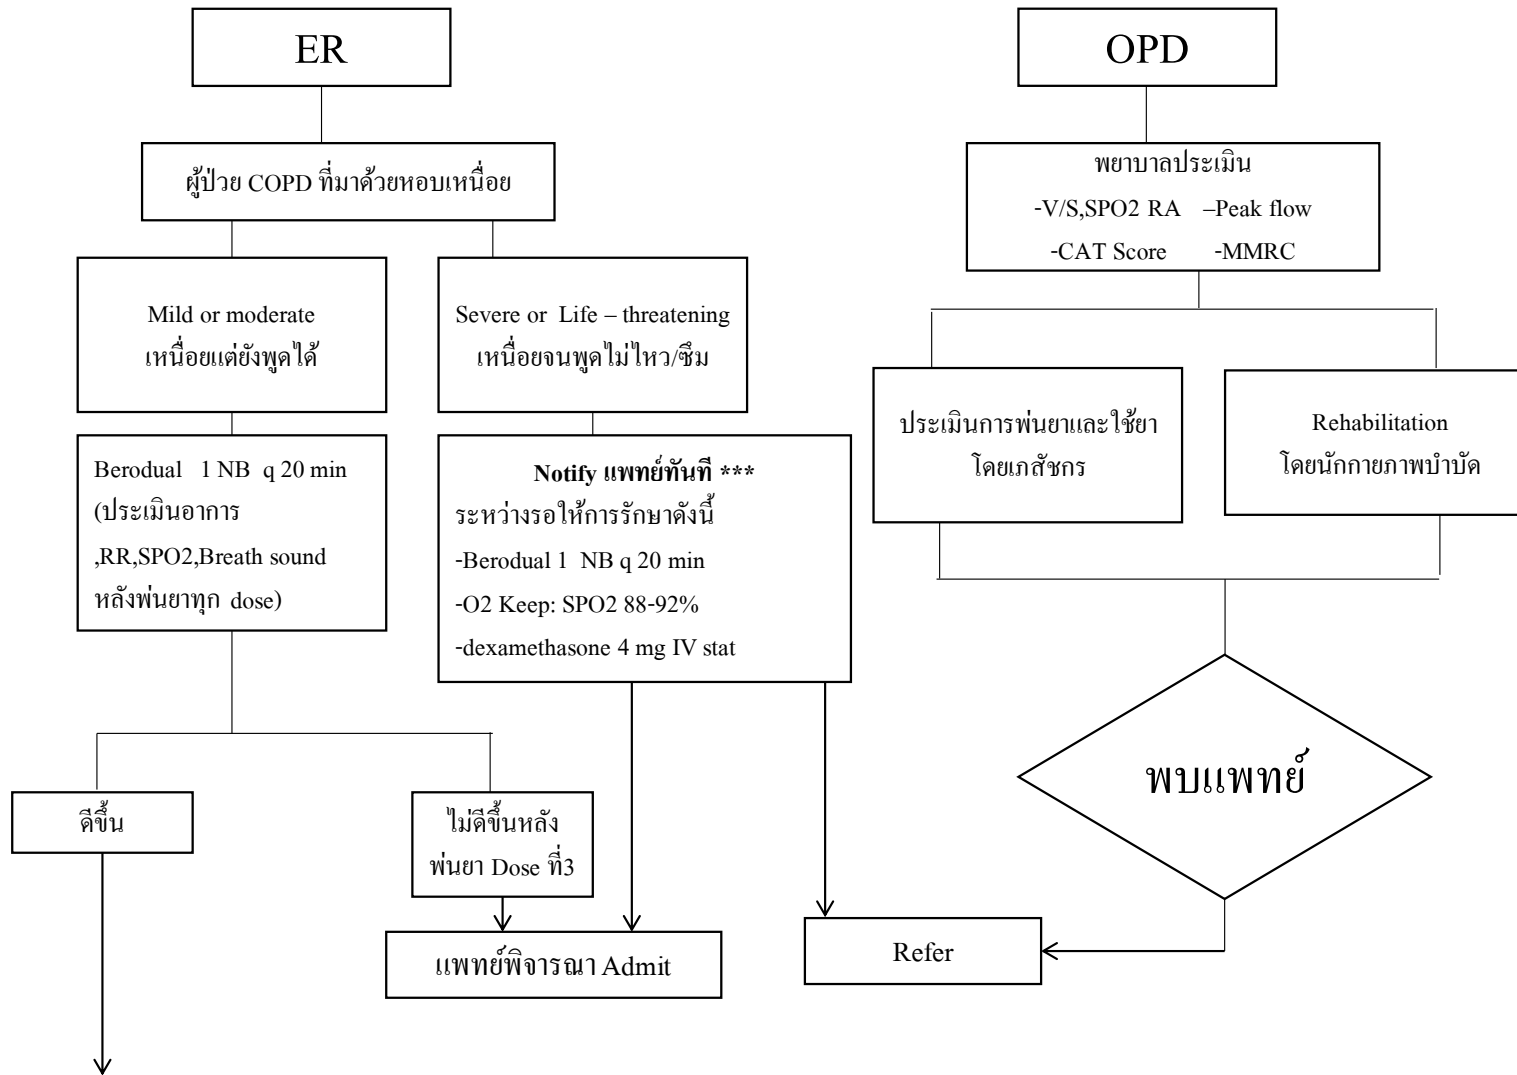 ER
ผู้ป่วย COPD ที่มาด้วยหอบเหนื่อย
Mild or moderate
เหนื่อยแต่ยังพูดได้
Severe or Life – threatening
เหนื่อยจนพูดไม่ไหว/ซึม
Berodual 1 NB q 20 min
(ประเมินอาการ
,RR,SPO2,Breath sound
หลังพ่นยาทุก dose)
Notify แพทย์ทันที ***
ระหว่างรอให้การรักษาดังนี้
-Berodual 1 NB q 20 min
-O2 Keep: SPO2 88-92%
-dexamethasone 4 mg IV stat
ดีขึ้น
ไม่ดีขึ้นหลัง
พ่นยา Dose ที่3
แพทย์พิจารณา Admit
OPD
พยาบาลประเมิน
-V/S,SPO2 RA –Peak flow
-CAT Score -MMRC
ประเมินการพ่นยาและใช้ยา
โดยเภสัชกร
Rehabilitation
โดยนักกายภาพบำบัด
พบแพทย์
Refer